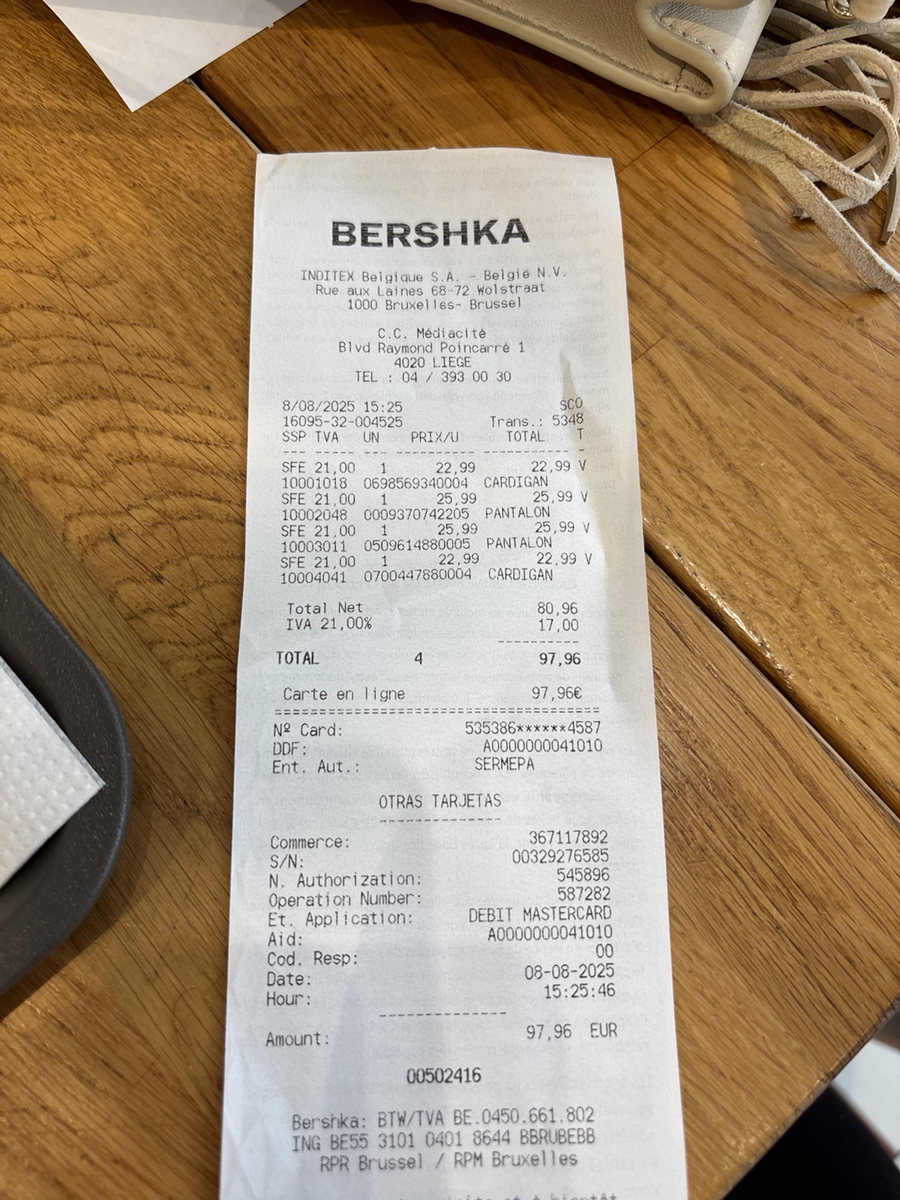 BERSHKA
INDITEX Belgique S.A. - België N.V.
Rue aux Laines 68-72 Wolstraat
1000 Bruxelles- Brussel
C.C. Médiacité
Blvd Raymond Poincarré 1
4020 LIEGE
TEL .: 04 / 393 00 30
8/08/2025 15:25 SCO
16095-32-004525 Trans.: 5348
SSP TVA UN PRIX/U TOTAL T
--- ----- --- --------- ---------- -
SFE 21,00 1 22,99 22,99 V
10001018 0698569340004 CARDIGAN
SFE 21,00 1 25,99 25,99 V
10002048 0009370742205 PANTALON
SFE 21,00 1 25,99 25,99 V
10003011 0509614880005 PANTALON
SFE 21,00 1 22,99 22,99 V
10004041 0700447880004 CARDIGAN
Total Net 80,96
IVA 21,00% 17,00
----------
TOTAL 4 97,96
Carte en ligne 97,96€
========================================
Nº Card: 535386******4587
DDF: A0000000041010
Ent. Aut.: SERMEPA
OTRAS TARJETAS
---------------
Commerce: 367117892
S/N: 00329276585
N. Authorization: 545896
Operation Number: 587282
Et. Application: DEBIT MASTERCARD
Aid: A0000000041010
Cod. Resp: 00
Date: 08-08-2025
Hour: 15:25:46
---------------
Amount: 97,96 EUR
00502416
Bershka: BTW/TVA BE.0450.661.802
ING BE55 3101 0401 8644 BBRUBEBB
RPR Brussel / RPM Bruxelles